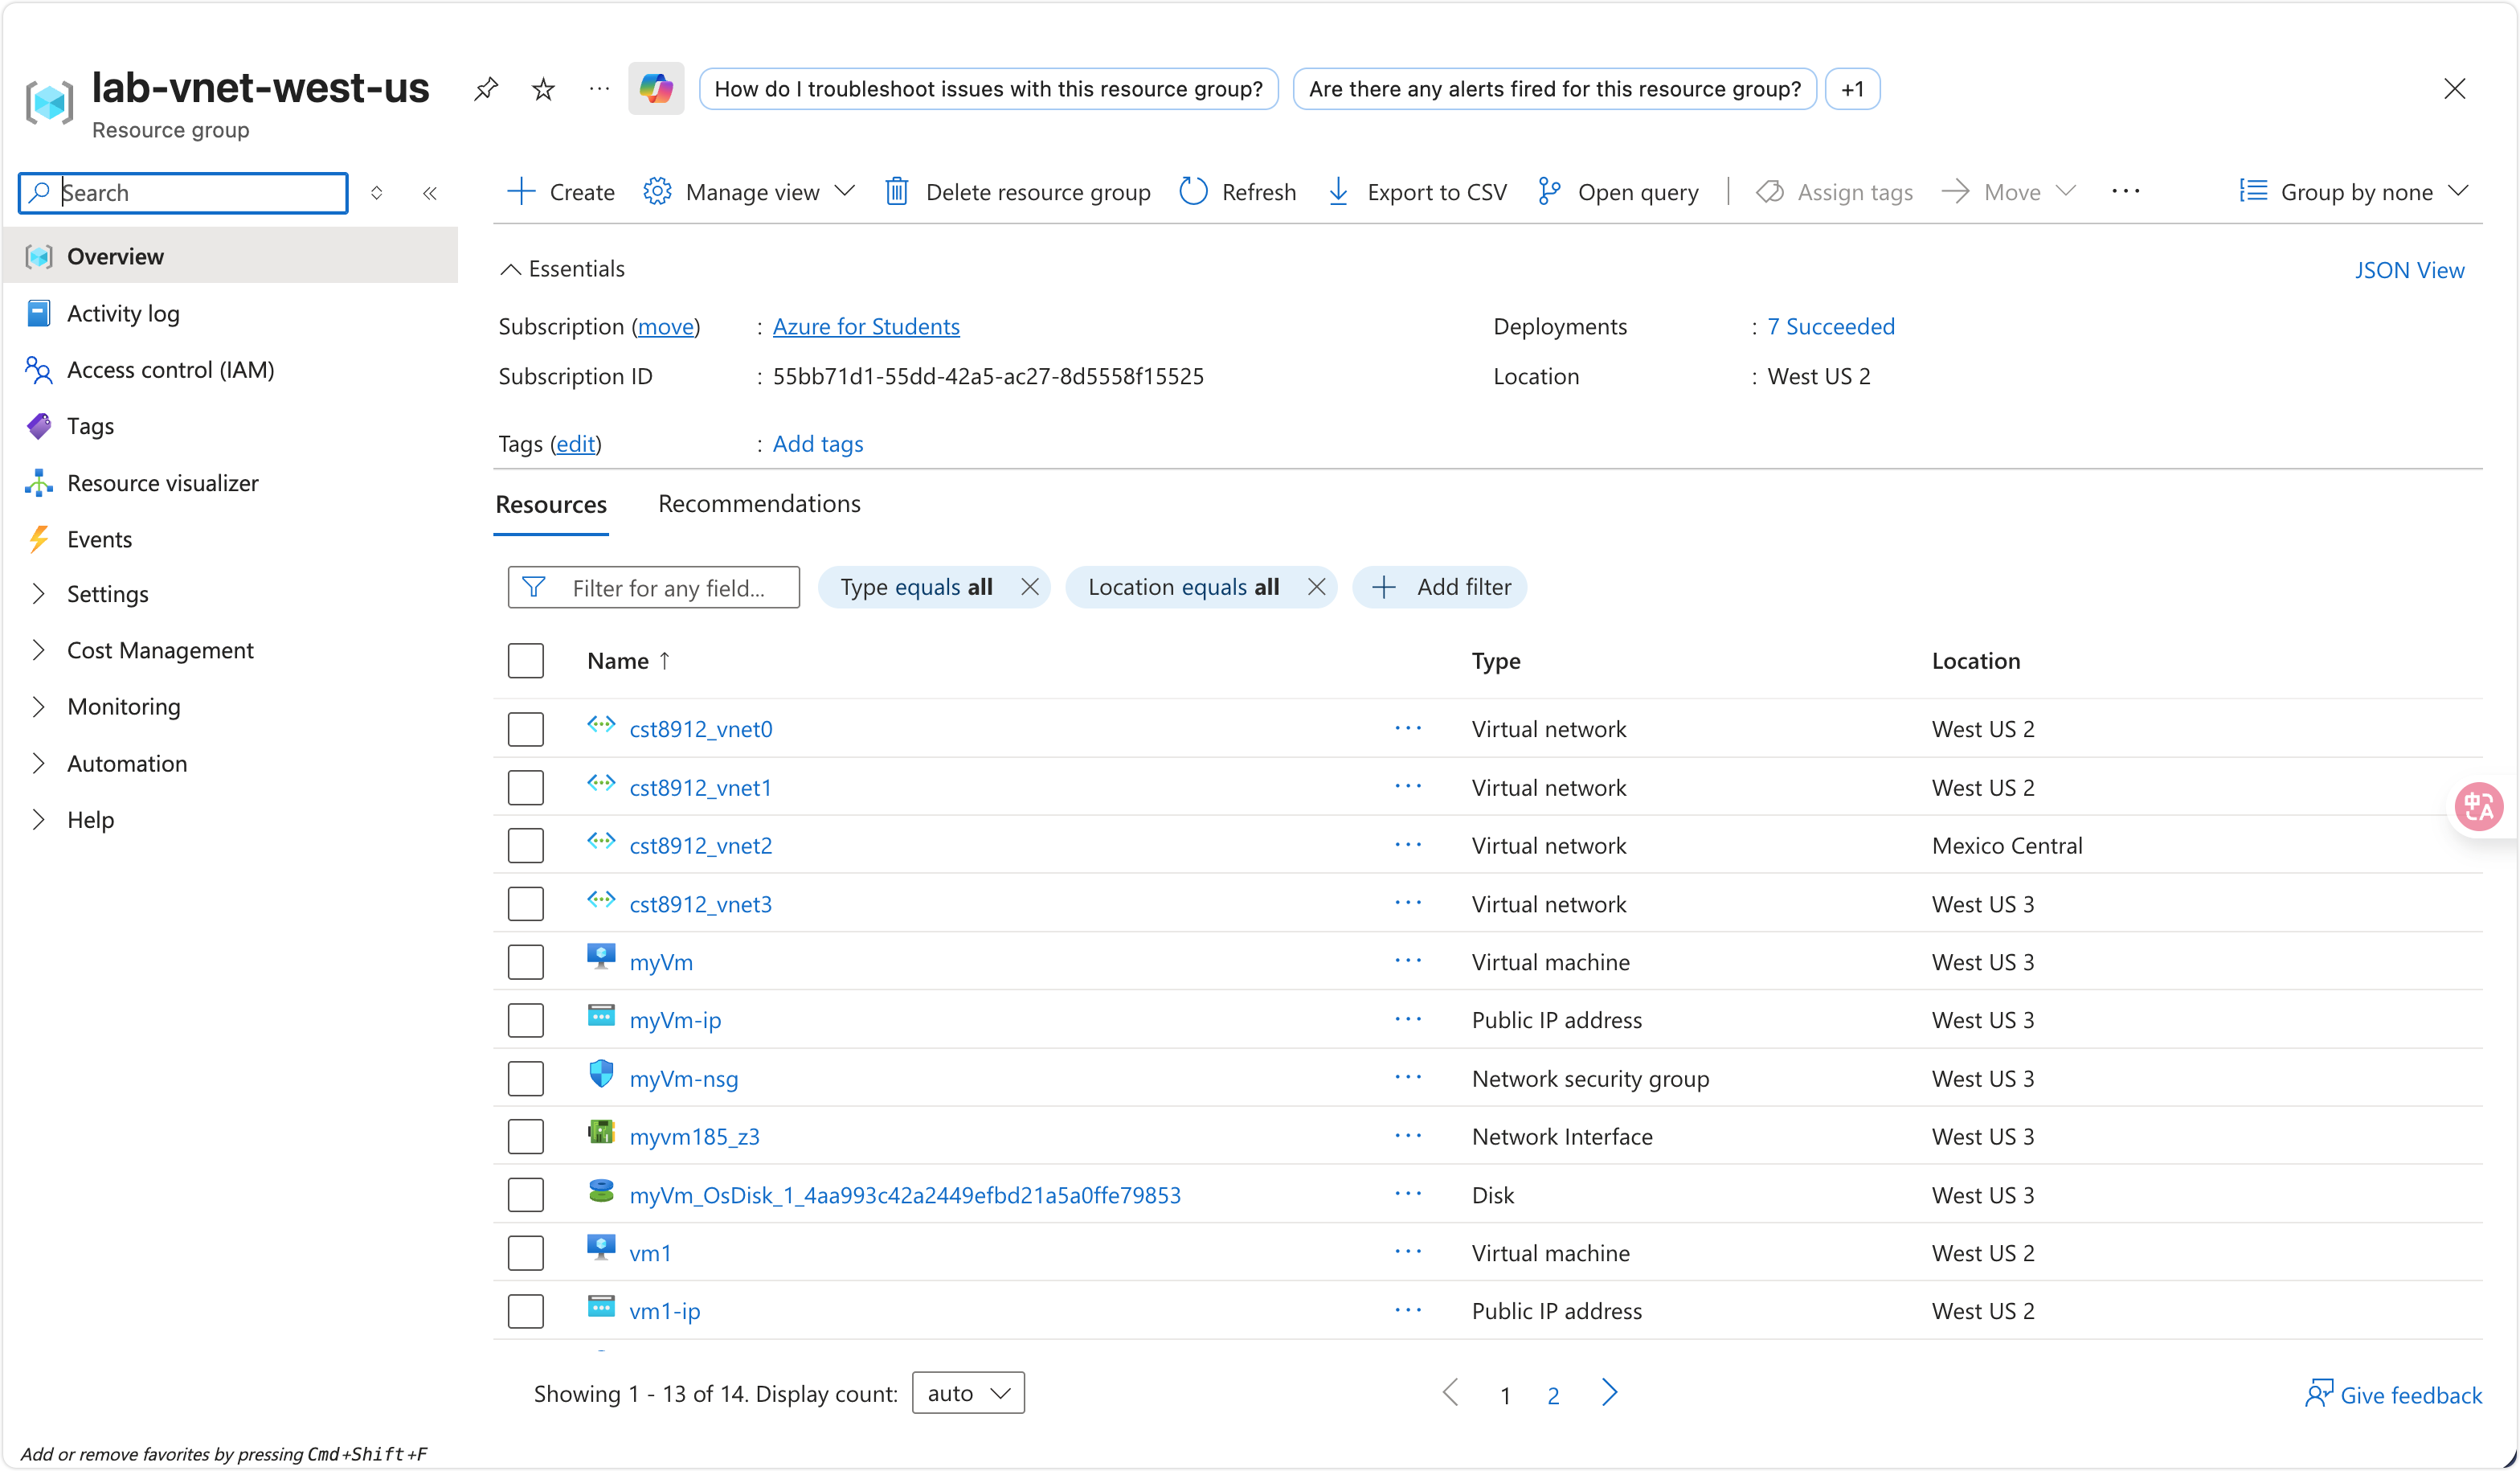 lab-vnet-west-us
Resource group
How do I troubleshoot issues with this resource group?
Are there any alerts fired for this resource group?
+1
Search
Create
Manage view
Delete resource group
Refresh
Export to CSV
Open query
Assign tags
Move
Group by none
Overview
Activity log
Access control (IAM)
Tags
Resource visualizer
Events
Settings
Cost Management
Monitoring
Automation
Help
Essentials
JSON View
Subscription (move) : Azure for Students
Deployments : 7 Succeeded
Subscription ID : 55bb71d1-55dd-42a5-ac27-8d5558f15525
Location : West US 2
Tags (edit) : Add tags
Resources Recommendations
Filter for any field...
Type equals all
Location equals all
Add filter
Name ↑ Type Location
cst8912_vnet0 ... Virtual network West US 2
cst8912_vnet1 ... Virtual network West US 2
cst8912_vnet2 ... Virtual network Mexico Central
cst8912_vnet3 ... Virtual network West US 3
myVm ... Virtual machine West US 3
myVm-ip ... Public IP address West US 3
myVm-nsg ... Network security group West US 3
myvm185_z3 ... Network Interface West US 3
myVm_OsDisk_1_4aa993c42a2449efbd21a5a0ffe79853 ... Disk West US 3
vm1 ... Virtual machine West US 2
vm1-ip ... Public IP address West US 2
中A
Showing 1 - 13 of 14. Display count: auto
1 2
Give feedback
Add or remove favorites by pressing Cmd+Shift+F